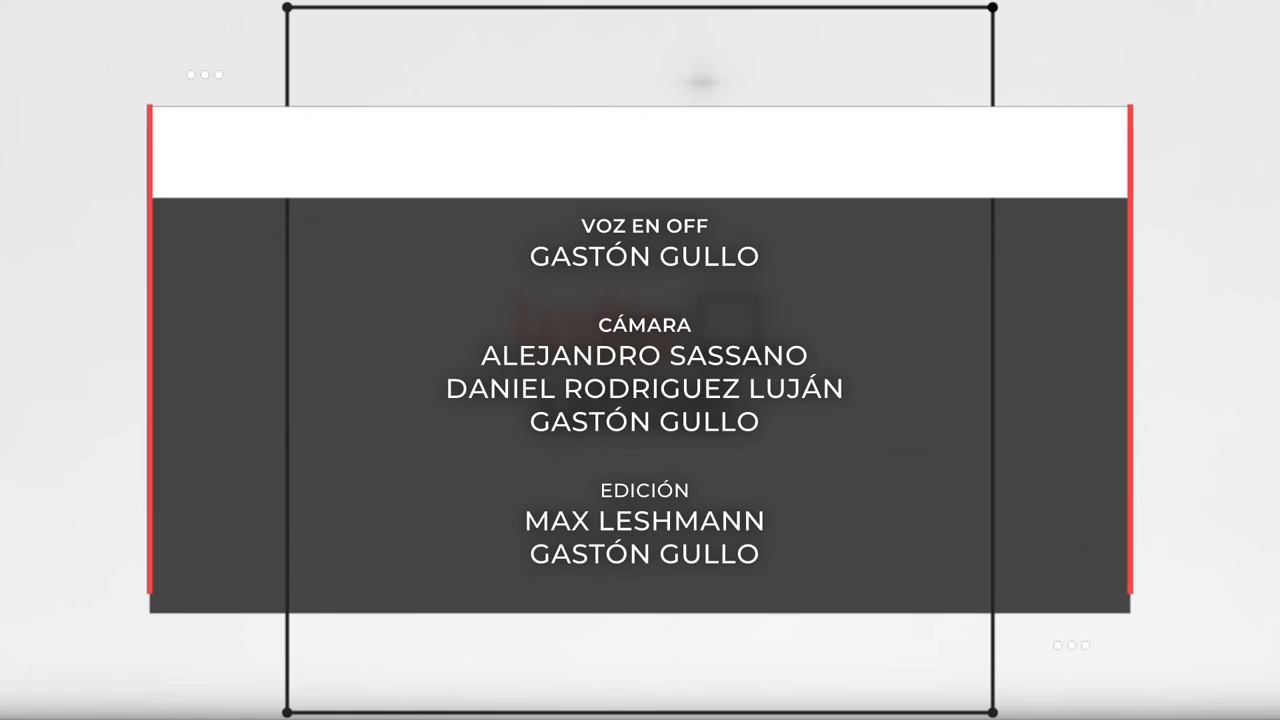 VOZ EN OFF
GASTÓN GULLO
CÁMARA
ALEJANDRO SASSANO
DANIEL RODRIGUEZ LUJÁN
GASTÓN GULLO
EDICIÓN
MAX LESHMANN
GASTÓN GULLO